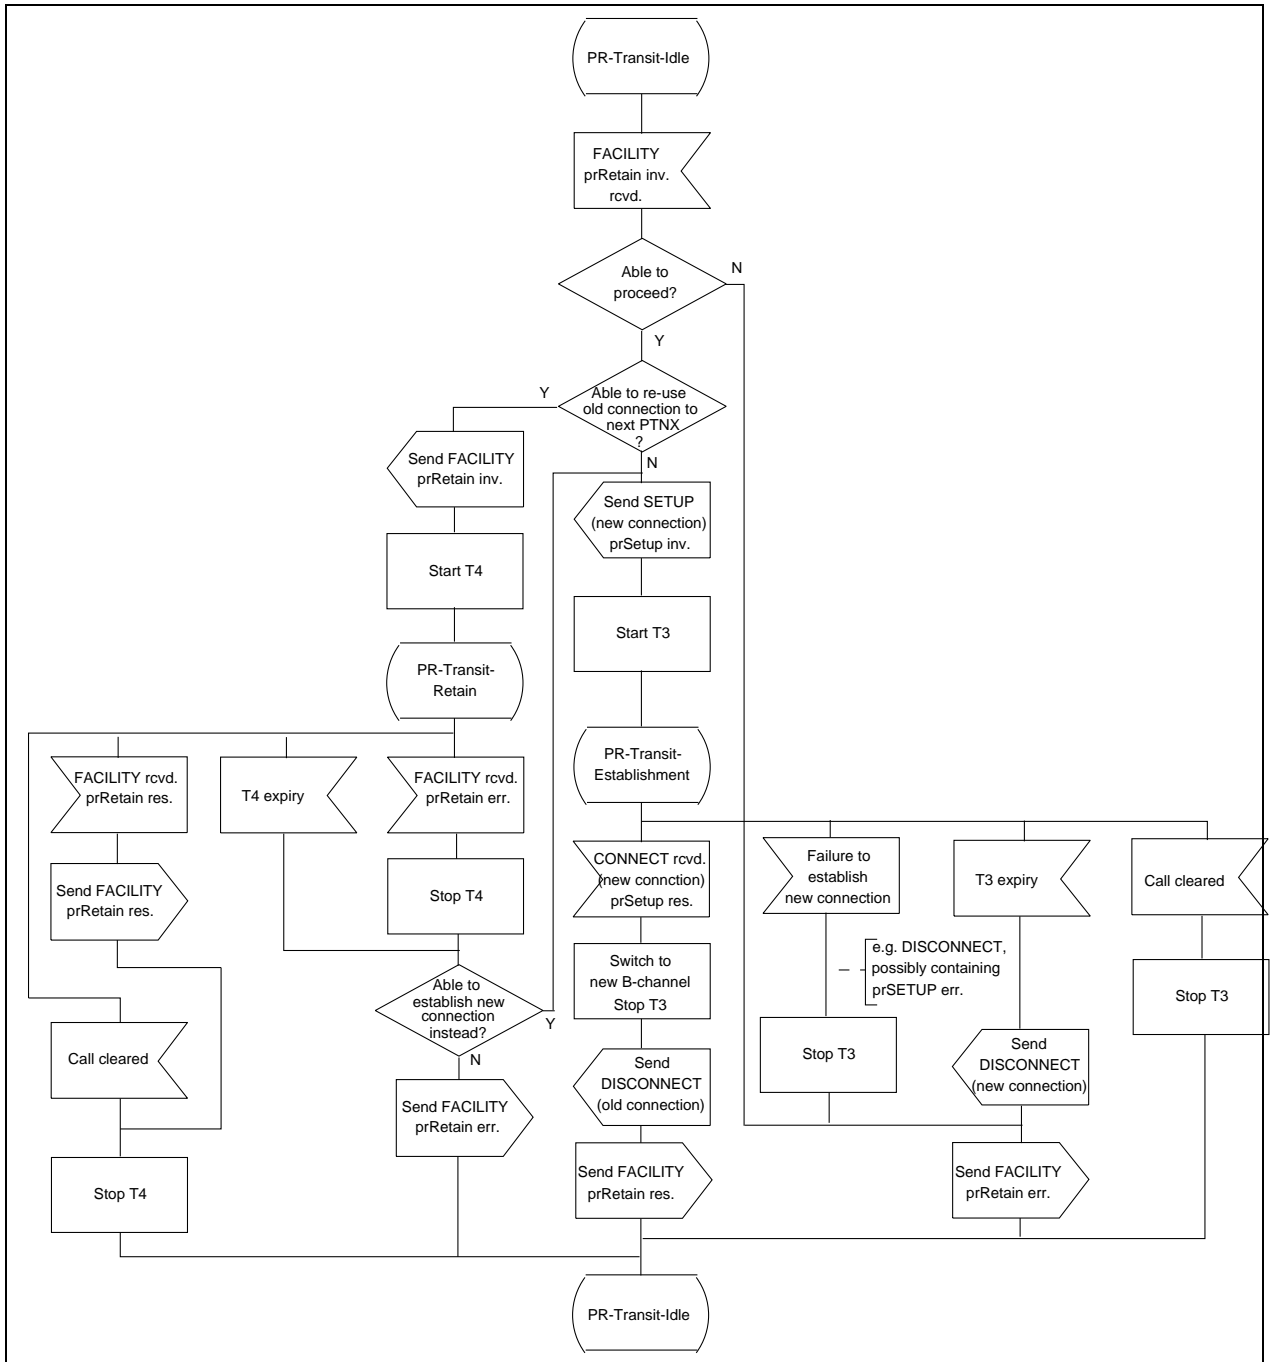 PR-Transit-Idle
FACILITY
prRetain inv.
rcvd.
Able to
proceed?
N
Y
Able to re-use
old connection to
next PTNX
?
Y
N
Send FACILITY
prRetain inv.
Send SETUP
(new connection)
prSetup inv.
Start T4
Start T3
PR-Transit-
Retain
PR-Transit-
Establishment
FACILITY rcvd.
prRetain res.
T4 expiry
FACILITY rcvd.
prRetain err.
CONNECT rcvd.
(new connction)
prSetup res.
Failure to
establish
new connection
T3 expiry
Call cleared
Send FACILITY
prRetain res.
Stop T4
Switch to
new B-channel
Stop T3
e.g. DISCONNECT,
possibly containing
prSETUP err.
Stop T3
Able to
establish new
connection
instead?
Y
N
Call cleared
Stop T3
Send
DISCONNECT
(old connection)
Send
DISCONNECT
(new connection)
Send FACILITY
prRetain err.
Stop T4
Send FACILITY
prRetain res.
Send FACILITY
prRetain err.
PR-Transit-Idle